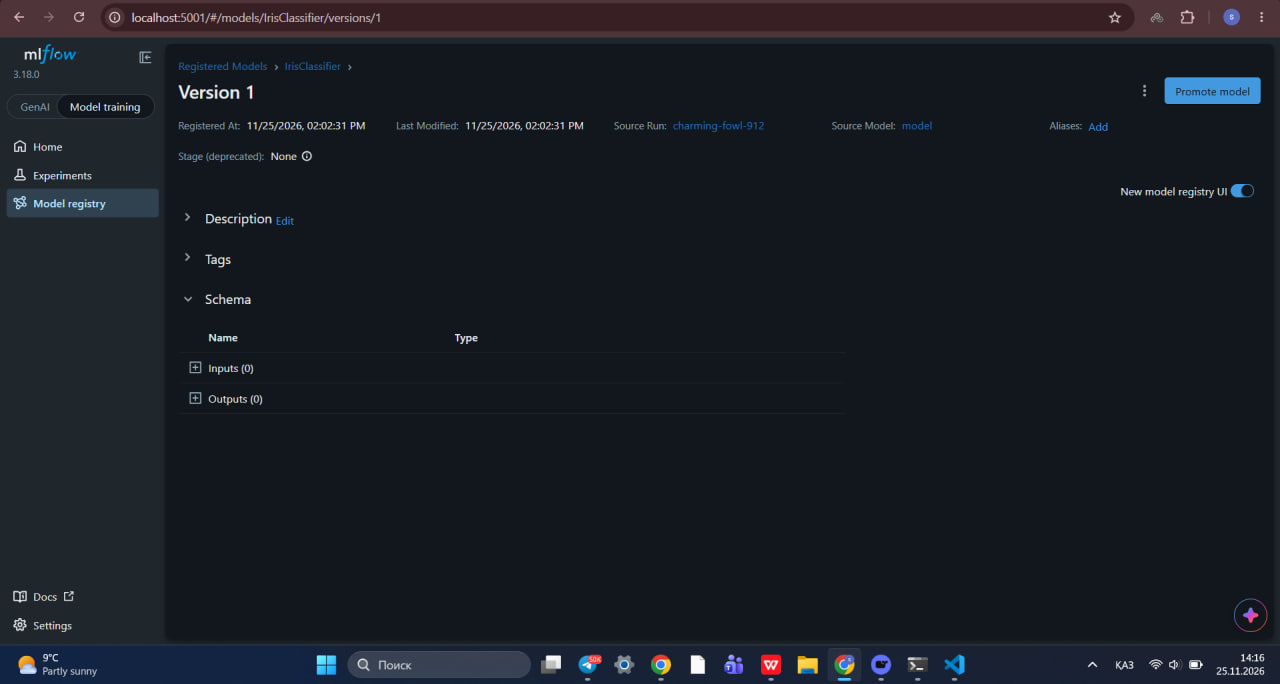 localhost:5001/#/models/IrisClassifier/versions/1
S
mlflow
3.18.0
GenAI Model training
Home
Experiments
Model registry
Docs
Settings
Registered Models > IrisClassifier >
Version 1
Promote model
Registered At: 11/25/2026, 02:02:31 PM Last Modified: 11/25/2026, 02:02:31 PM Source Run: charming-fowl-912 Source Model: model Aliases: Add
Stage (deprecated): None
New model registry UI
Description Edit
Tags
Schema
Name Type
Inputs (0)
Outputs (0)
9°C
Partly sunny
Поиск
50K
W
ҚАЗ
14:16
25.11.2026